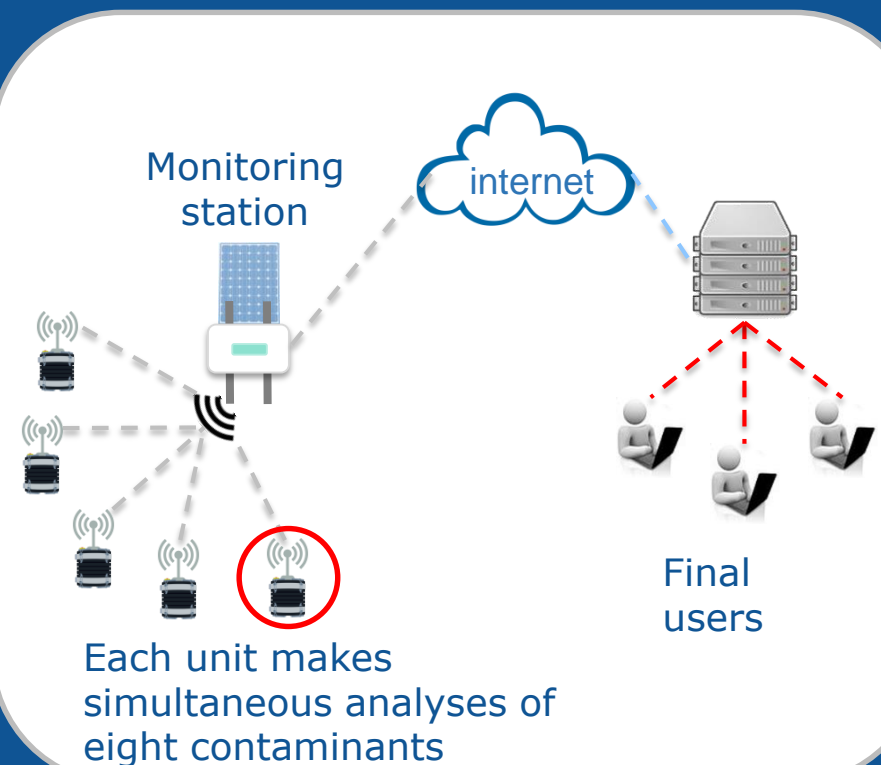 Monitoring
station
internet
Final
users
Each unit makes
simultaneous analyses of
eight contaminants